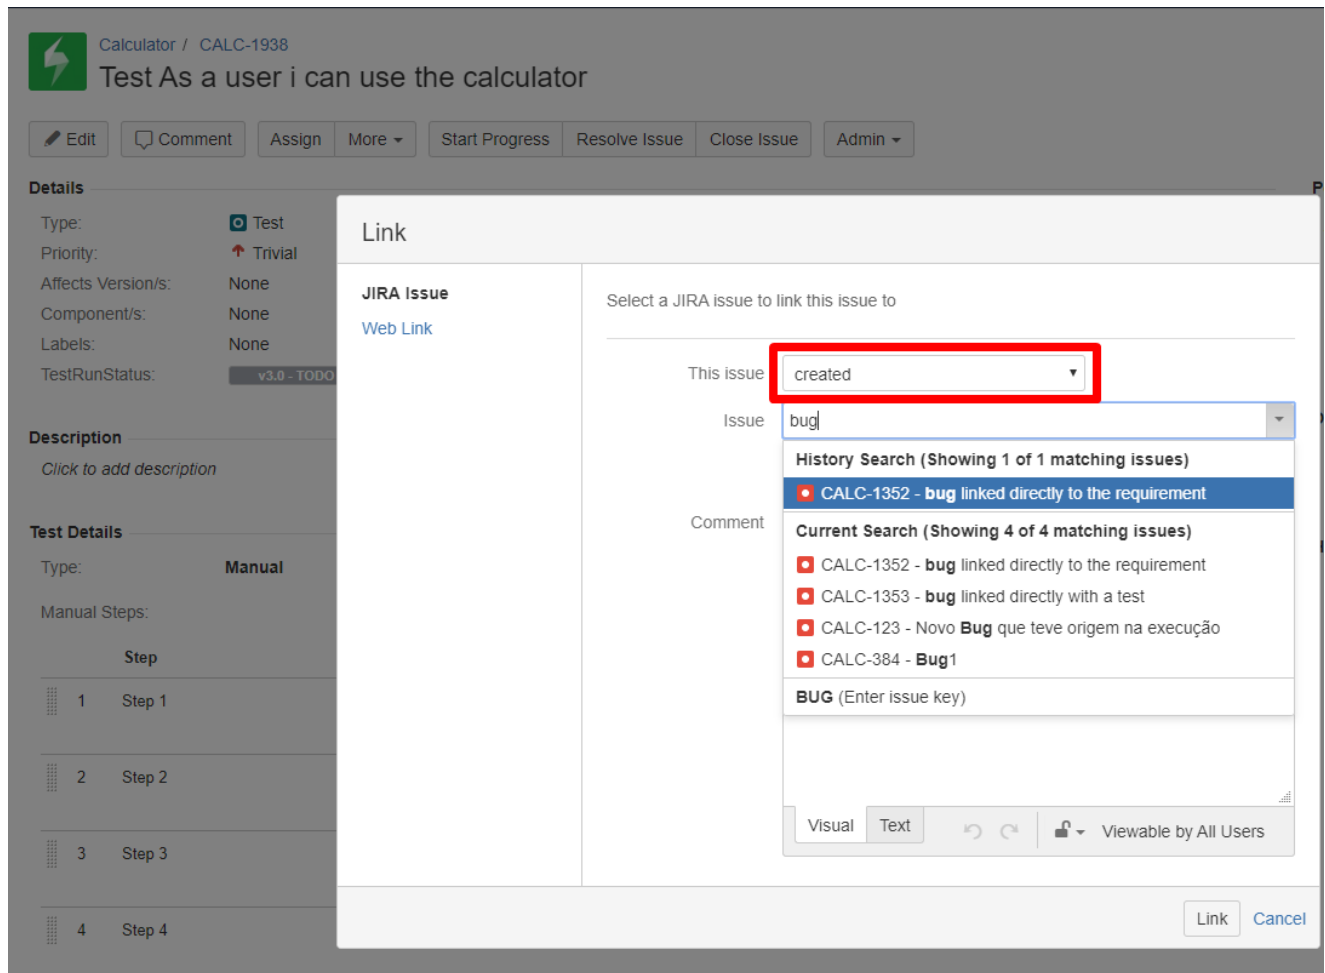 Calculator / CALC-1938
Test As a user i can use the calculator
Edit Comment Assign More Start Progress Resolve Issue Close Issue Admin
Details
Type: Test
Priority: Trivial
Affects Version/s: None
Component/s: None
Labels: None
TestRunStatus: v3.0 - TODO
Description
Click to add description
Test Details
Type: Manual
Manual Steps:
Step
1 Step 1
2 Step 2
3 Step 3
4 Step 4
Link
JIRA Issue
Web Link
Select a JIRA issue to link this issue to
This issue created
Issue bug
History Search (Showing 1 of 1 matching issues)
CALC-1352 - bug linked directly to the requirement
Comment
Current Search (Showing 4 of 4 matching issues)
CALC-1352 - bug linked directly to the requirement
CALC-1353 - bug linked directly with a test
CALC-123 - Novo Bug que teve origem na execução
CALC-384 - Bug1
BUG (Enter issue key)
Visual Text Viewable by All Users
Link Cancel